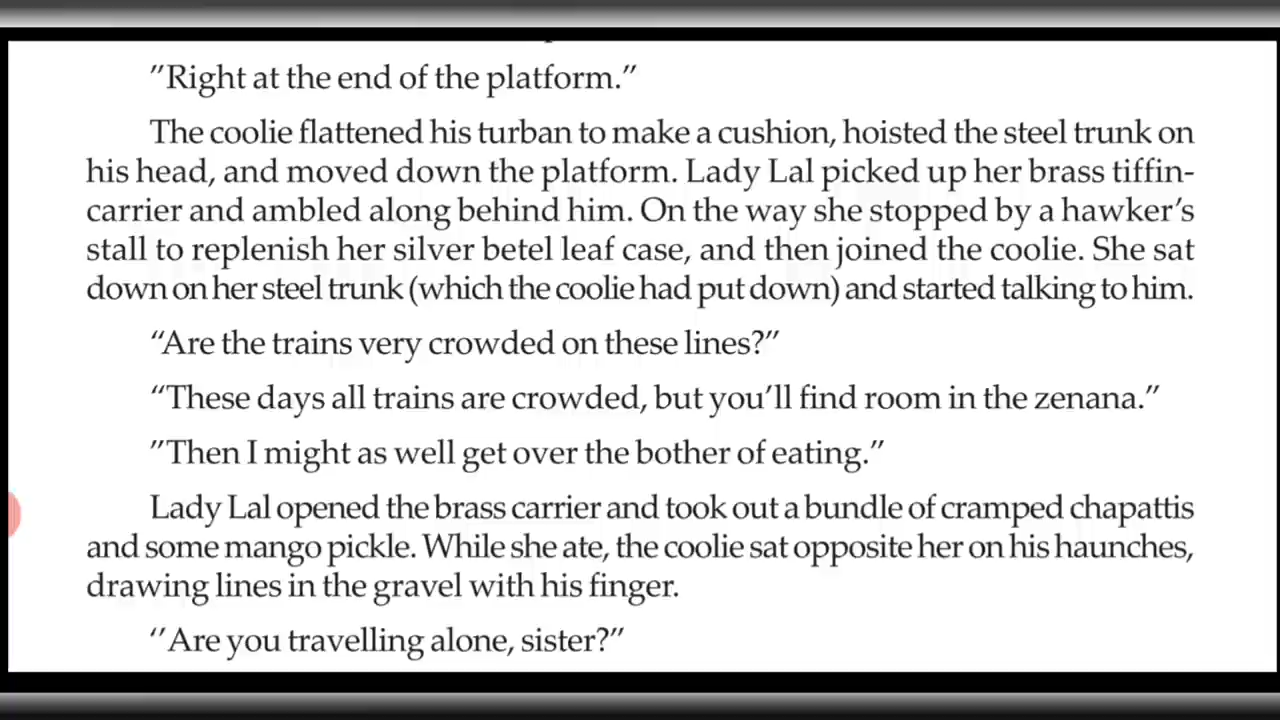 "Right at the end of the platform."
The coolie flattened his turban to make a cushion, hoisted the steel trunk on
his head, and moved down the platform. Lady Lal picked up her brass tiffin-
carrier and ambled along behind him. On the way she stopped by a hawker's
stall to replenish her silver betel leaf case, and then joined the coolie. She sat
down on her steel trunk (which the coolie had put down) and started talking to him.
"Are the trains very crowded on these lines?"
"These days all trains are crowded, but you'll find room in the zenana."
"Then I might as well get over the bother of eating."
Lady Lal opened the brass carrier and took out a bundle of cramped chapattis
and some mango pickle. While she ate, the coolie sat opposite her on his haunches,
drawing lines in the gravel with his finger.
"Are you travelling alone, sister?"